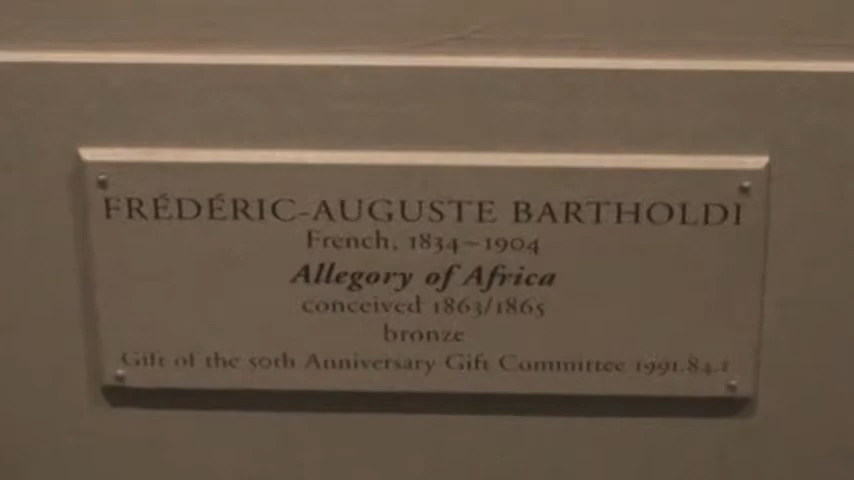 FRÉDÉRIC-AUGUSTE BARTHOLDI
French, 1834–1904
Allegory of Africa
conceived 1863/1865
bronze
Gift of the 50th Anniversary Gift Committee 1991.84.1